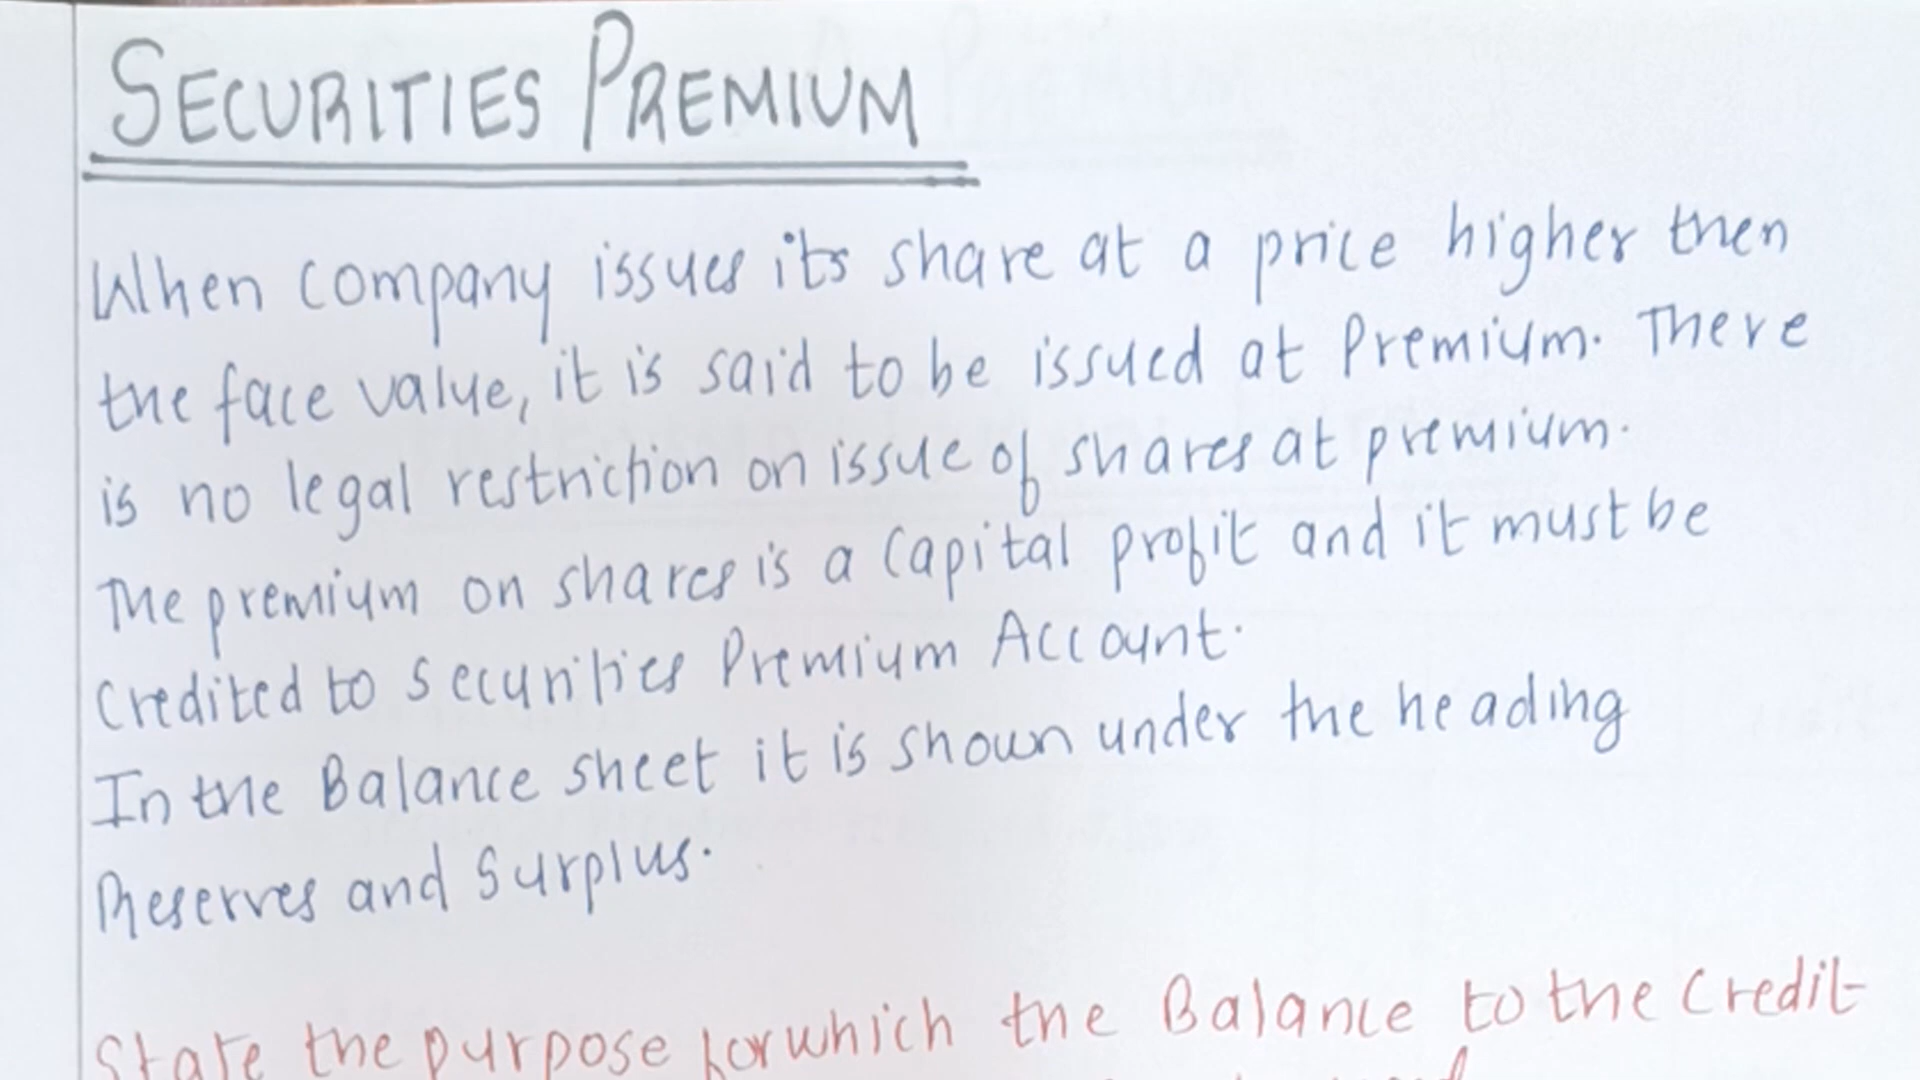 SECURITIES PREMIUM
When company issues its share at a price higher then
the face value, it is said to be issued at Premium. There
is no legal restriction on issue of shares at premium.
The premium on shares is a Capital profit and it must be
Credited to Securities Premium Account.
In the Balance sheet it is shown under the heading
Reserves and Surplus.
State the purpose for which the Balance to the Credit